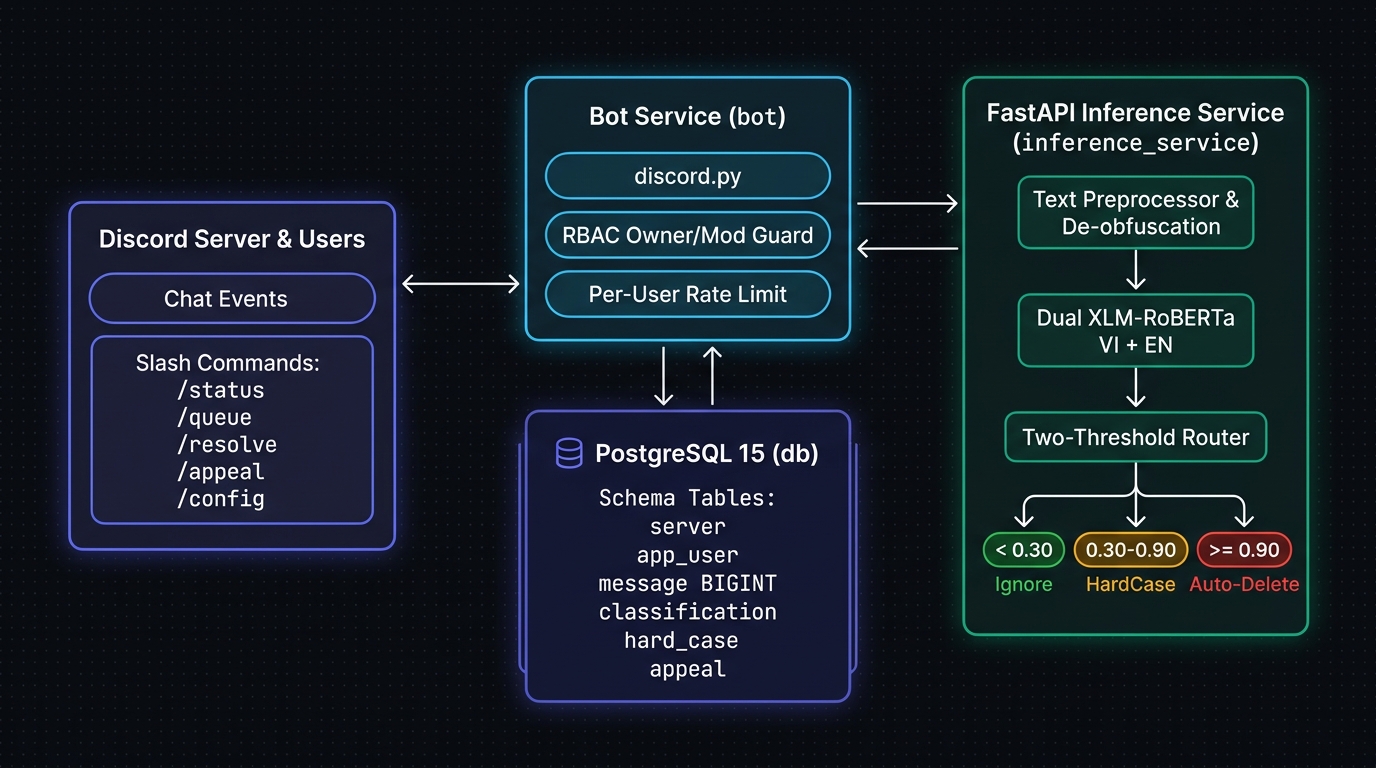 Discord Server & Users
Chat Events
Slash Commands:
/status
/queue
/resolve
/appeal
/config
Bot Service (bot)
discord.py
RBAC Owner/Mod Guard
Per-User Rate Limit
PostgreSQL 15 (db)
Schema Tables:
server
app_user
message BIGINT
classification
hard_case
appeal
FastAPI Inference Service
(inference_service)
Text Preprocessor &
De-obfuscation
Dual XLM-RoBERTa
VI + EN
Two-Threshold Router
< 0.30
0.30-0.90
>= 0.90
Ignore
HardCase
Auto-Delete